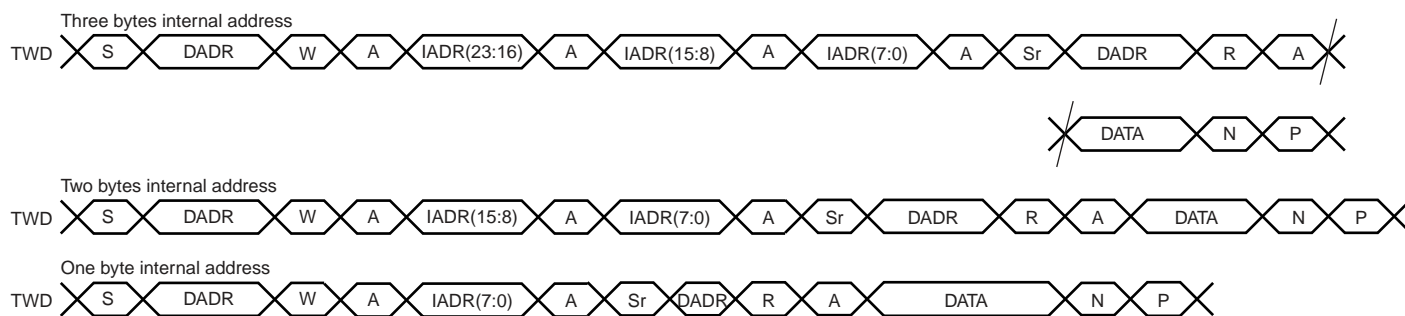 Three bytes internal address
TWD S DADR W A IADR(23:16) A IADR(15:8) A IADR(7:0) A Sr DADR R A
DATA N P
Two bytes internal address
TWD S DADR W A IADR(15:8) A IADR(7:0) A Sr DADR R A DATA N P
One byte internal address
TWD S DADR W A IADR(7:0) A Sr DADR R A DATA N P